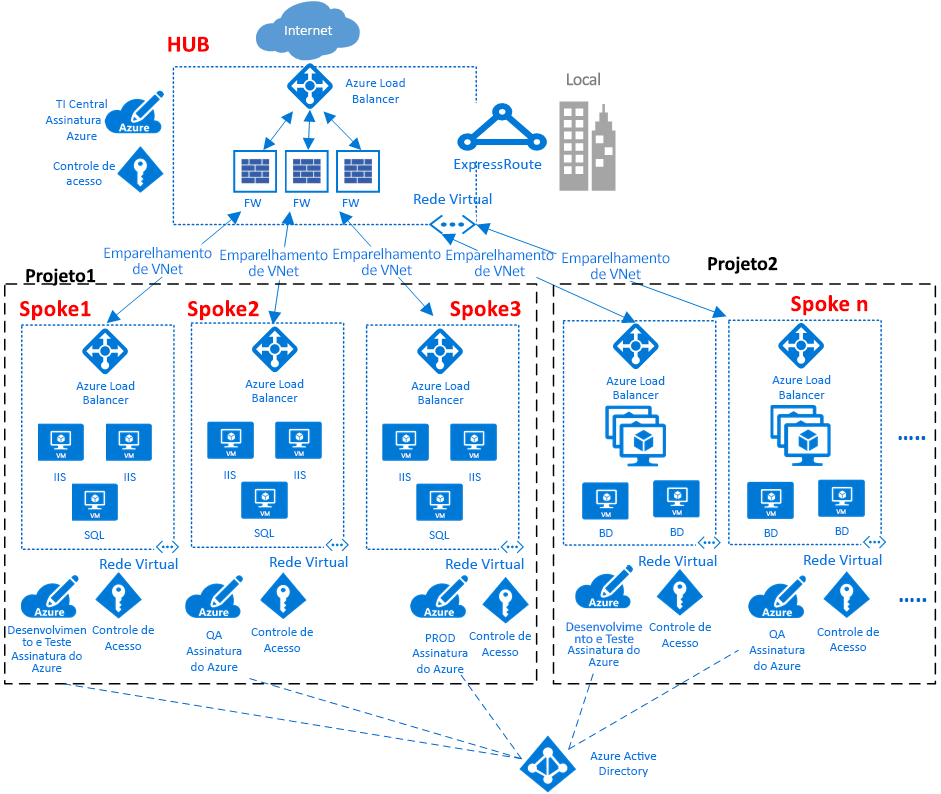 Internet
HUB
Azure Load
Balancer
Local
TI Central
Assinatura
Azure
Azure
Controle de
acesso
ExpressRoute
FW
FW
FW
Rede Virtual
Emparelhamento
de VNet
Emparelhamento
de VNet
Emparelhamento
de VNet
Emparelhamento
de VNet
Emparelhamento
de VNet
Projeto1
Projeto2
Spoke1
Spoke2
Spoke3
Spoke n
Azure Load
Balancer
Azure Load
Balancer
Azure Load
Balancer
Azure Load
Balancer
Azure Load
Balancer
VM
VM
VM
VM
VM
VM
IIS
IIS
IIS
IIS
IIS
IIS
VM
VM
VM
VM
VM
VM
VM
SQL
SQL
SQL
BD
BD
BD
BD
.....
Rede Virtual
Rede Virtual
Rede Virtual
Rede Virtual
Rede Virtual
Azure
Desenvolvimen
to e Teste
Assinatura do
Azure
Controle de
Acesso
Azure
QA
Assinatura
do Azure
Controle de
Acesso
Azure
PROD
Assinatura
do Azure
Controle de
Acesso
Azure
Desenvolvime
nto e Teste
Assinatura do
Azure
Controle de
Acesso
Azure
QA
Assinatura
do Azure
Controle de
Acesso
.....
Azure Active
Directory